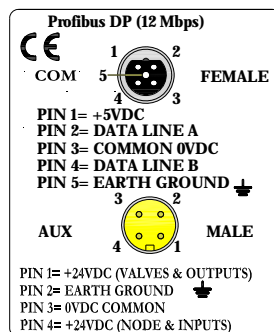 Profibus DP (12 Mbps)
CE
1 2
COM 5 FEMALE
4 3
PIN 1= +5VDC
PIN 2= DATA LINE A
PIN 3= COMMON 0VDC
PIN 4= DATA LINE B
PIN 5= EARTH GROUND
3 2
AUX MALE
4 1
PIN 1= +24VDC (VALVES & OUTPUTS)
PIN 2= EARTH GROUND
PIN 3= 0VDC COMMON
PIN 4= +24VDC (NODE & INPUTS)